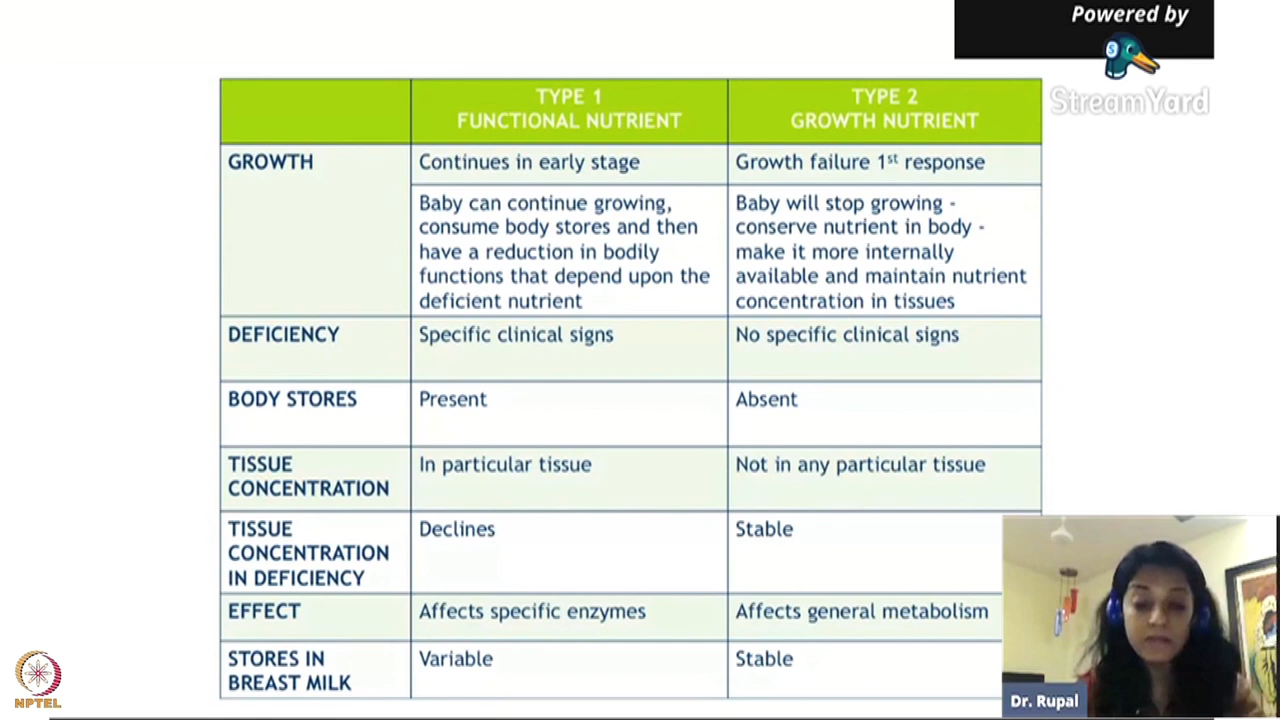 Powered by
S
StreamYard
TYPE 1
FUNCTIONAL NUTRIENT
TYPE 2
GROWTH NUTRIENT
GROWTH
Continues in early stage
Growth failure 1st response
Baby can continue growing,
consume body stores and then
have a reduction in bodily
functions that depend upon the
deficient nutrient
Baby will stop growing -
conserve nutrient in body -
make it more internally
available and maintain nutrient
concentration in tissues
DEFICIENCY
Specific clinical signs
No specific clinical signs
BODY STORES
Present
Absent
TISSUE
CONCENTRATION
In particular tissue
Not in any particular tissue
TISSUE
CONCENTRATION
IN DEFICIENCY
Declines
Stable
EFFECT
Affects specific enzymes
Affects general metabolism
STORES IN
BREAST MILK
Variable
Stable
NPTEL
Dr. Rupal